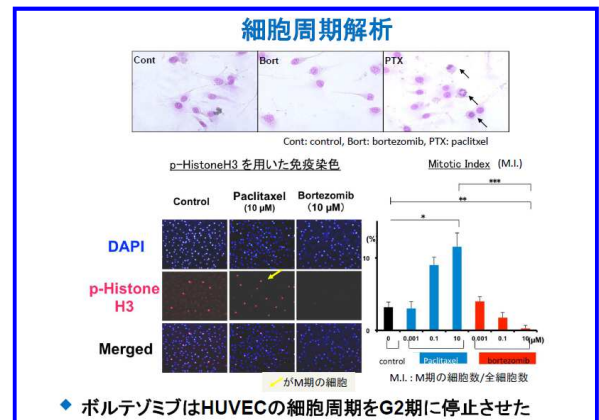 細胞周期解析
Cont
Bort
PTX
Cont: control, Bort: bortezomib, PTX: paclitxel
p-HistoneH3 を用いた免疫染色
Mitotic Index (M.I.)
Control
Paclitaxel
(10 μM)
Bortezomib
(10 μM)
DAPI
p-Histone
H3
Merged
がM期の細胞
***
**
*
(%
10
0
0 0.001 0.1 10 0.001 0.1 10 (μM)
control
Paclitaxel
bortezomib
M.I. : M期の細胞数/全細胞数
◆ ボルテゾミブはHUVECの細胞周期をG2期に停止させた